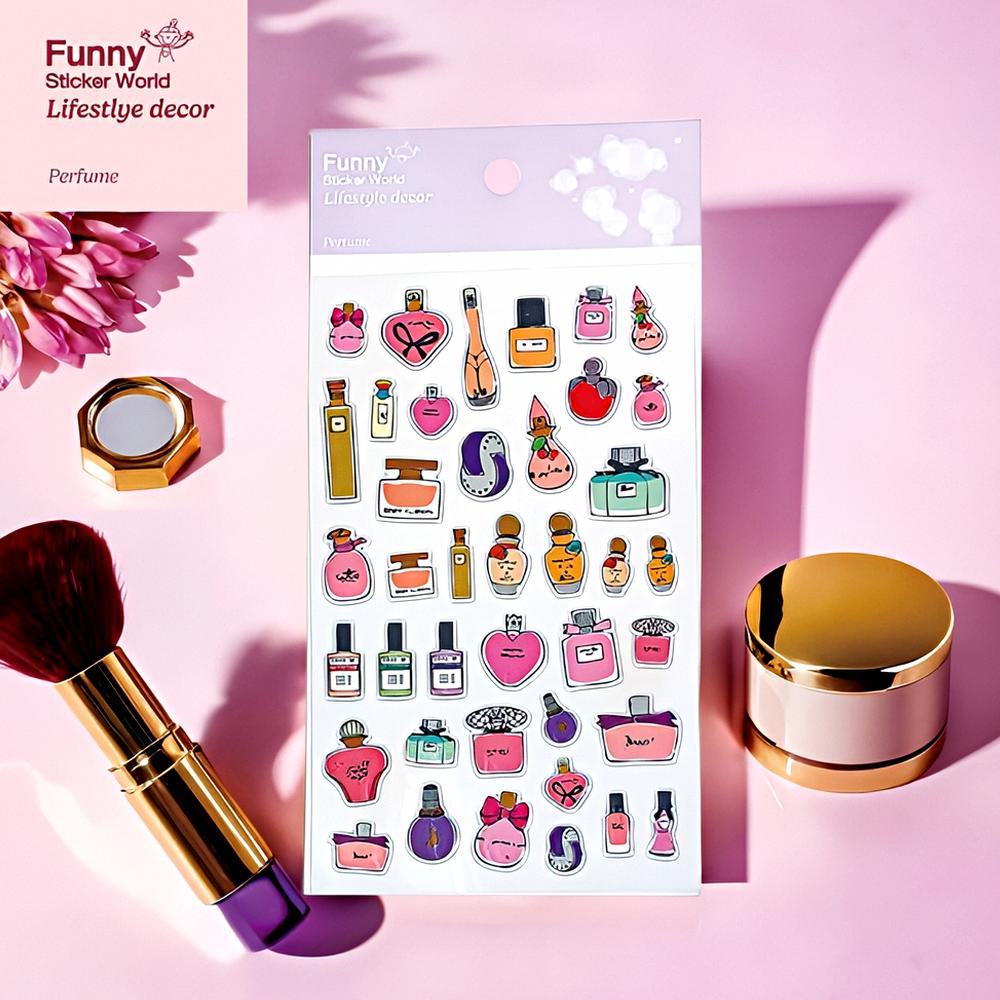 Funny
Sticker World
Lifestlye decor
Perfume
Funny
Sticker World
Lifestyle decor
Perfume